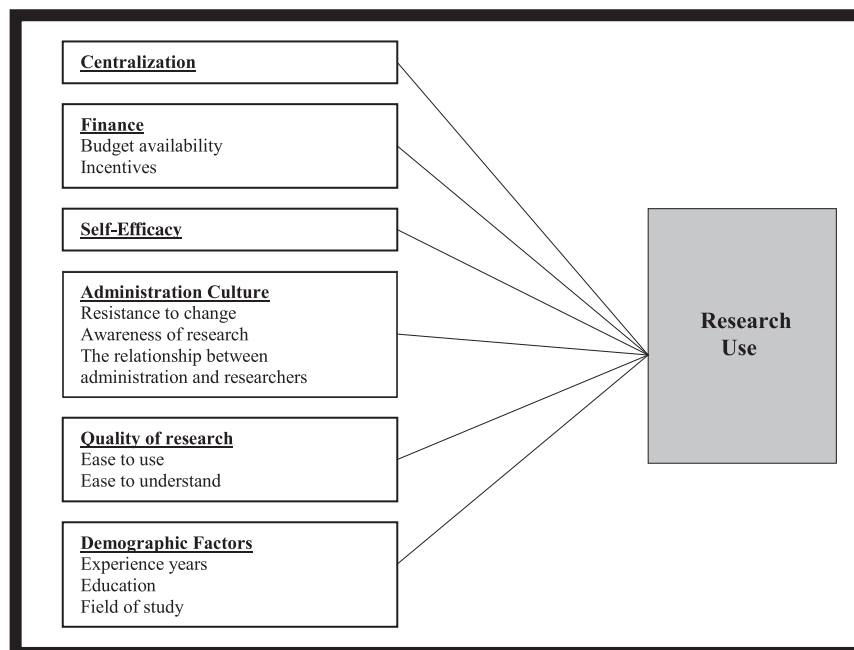 Centralization
Finance
Budget availability
Incentives
Self-Efficacy
Administration Culture
Resistance to change
Awareness of research
The relationship between
administration and researchers
Quality of research
Ease to use
Ease to understand
Demographic Factors
Experience years
Education
Field of study
Research
Use